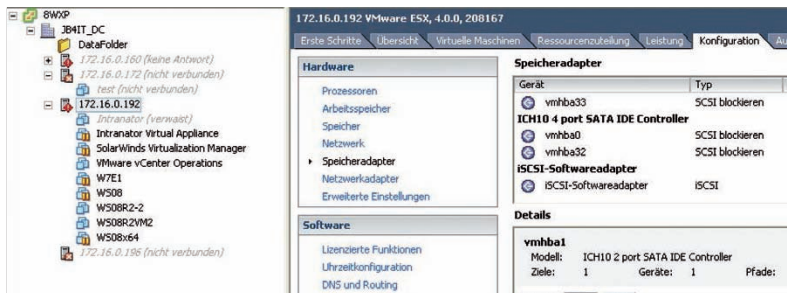 8WXP
JB4IT_DC
DataFolder
172.16.0.160 (keine Antwort)
172.16.0.172 (nicht verbunden)
test (nicht verbunden)
172.16.0.192
Intranator (verwaist)
Intranator Virtual Appliance
SolarWinds Virtualization Manager
VMware vCenter Operations
W7E1
WS08
WS08R2-2
WS08R2VM2
WS08x64
172.16.0.196 (nicht verbunden)
172.16.0.192 VMware ESX, 4.0.0, 208167
Erste Schritte Übersicht Virtuelle Maschinen Ressourcenzuteilung Leistung Konfiguration
Hardware
Prozessoren
Arbeitsspeicher
Speicher
Netzwerk
Speicheradapter
Netzwerkadapter
Erweiterte Einstellungen
Software
Lizenzierte Funktionen
Uhrzeitkonfiguration
DNS und Routing
Speicheradapter
Gerät Typ
vmhba33 SCSI blockieren
ICH10 4 port SATA IDE Controller
vmhba0 SCSI blockieren
vmhba32 SCSI blockieren
iSCSI-Softwareadapter
iSCSI-Softwareadapter iSCSI
Details
vmhba1
Modell: ICH10 2 port SATA IDE Controller
Ziele: 1 Geräte: 1 Pfade: